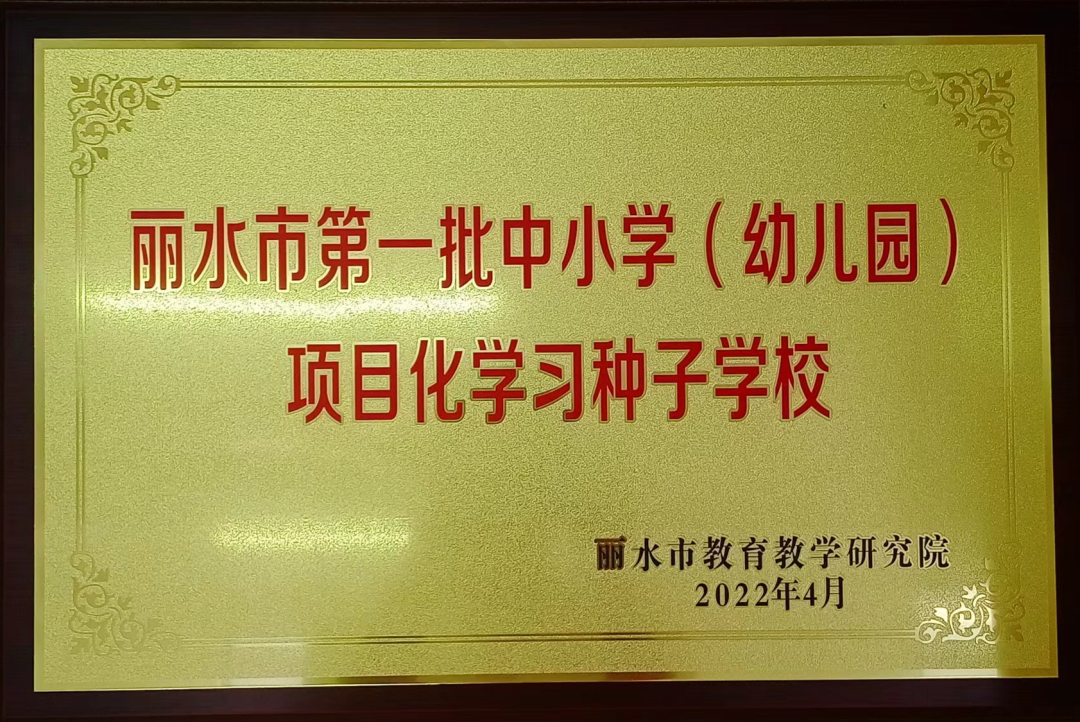 丽水市第一批中小学（幼儿园）
项目化学习种子学校
丽水市教育教学研究院
2022年4月